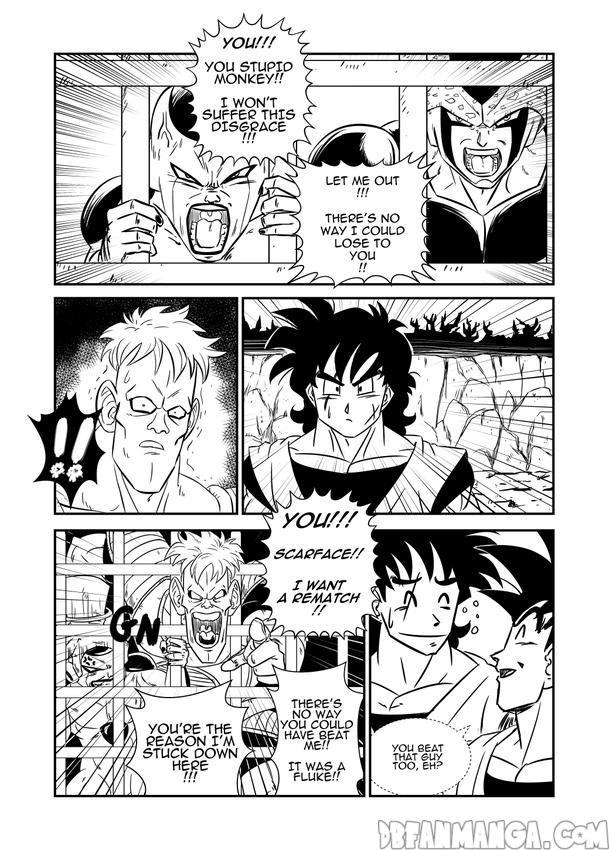 YOU!!!
YOU STUPID
MONKEY!!
I WON'T
SUFFER THIS
DISGRACE
!!!
LET ME OUT
!!!
THERE'S NO
WAY I COULD
LOSE TO
YOU
!!
!!
YOU!!!
SCARFACE!!
I WANT
A REMATCH
!!
GN
YOU'RE THE
REASON I'M
STUCK DOWN
HERE
!!!
THERE'S
NO WAY
YOU COULD
HAVE BEAT
ME!!
IT WAS A
FLUKE!!
YOU BEAT
THAT GUY
TOO, EH?
DBFANMANGA.COM